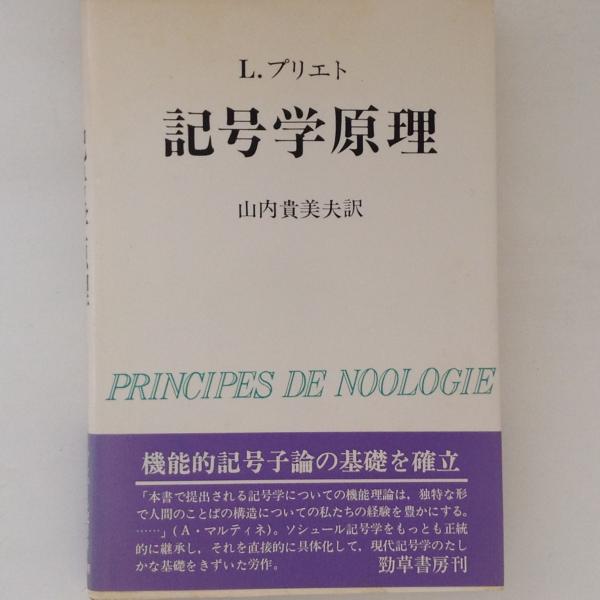 L.プリエト
記号学原理
山内貴美夫訳
PRINCIPES DE NOOLOGIE
機能的記号子論の基礎を確立
「本書で提出される記号学についての機能理論は、独特な形
で人間のことばの構造についての私たちの経験を豊かにする。
……」(A・マルティネ)。ソシュール記号学をもっとも正統
的に継承し、それを直接的に具体化して、現代記号学のたし
かな基礎をきずいた労作。
勁草書房刊